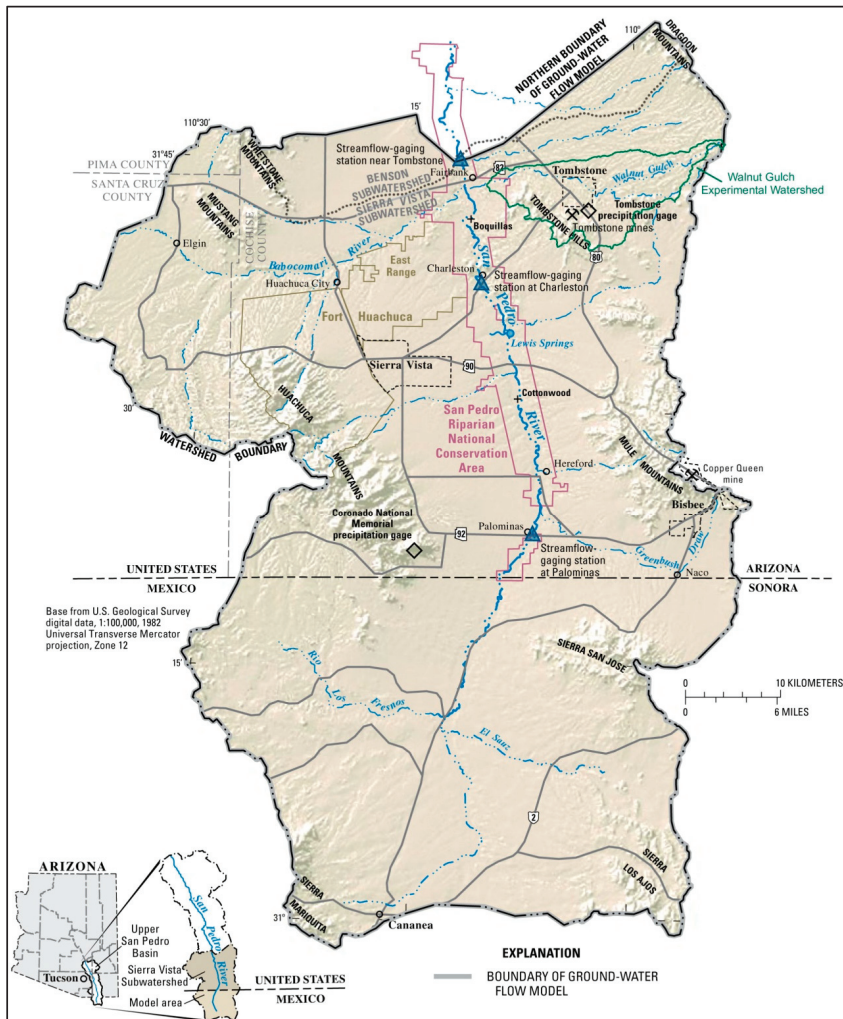 DRAGOON
MOUNTAINS
110°
NORTHERN BOUNDARY
OF GROUND-WATER
FLOW MODEL
15'
110°30'
31°45'
PIMA COUNTY
SANTA CRUZ
COUNTY
COCHISE
COUNTY
WHETSTONE
MOUNTAINS
MUSTANG
MOUNTAINS
Streamflow-gaging
station near Tombstone
Fairbank
82
BENSON
SUBWATERSHED
SIERRA VISTA
SUBWATERSHED
Tombstone
Walnut Gulch
Walnut Gulch
Experimental Watershed
Tombstone
precipitation gage
Tombstone mines
TOMBSTONE HILLS
80
Boquillas
Elgin
Babocomari River
East
Range
Huachuca City
Charleston
Streamflow-gaging
station at Charleston
San Pedro River
Fort Huachuca
Lewis Springs
Sierra Vista
90
Cottonwood
30'
HUACHUCA
MOUNTAINS
WATERSHED BOUNDARY
San Pedro
Riparian
National
Conservation
Area
Hereford
MULE MOUNTAINS
Copper Queen
mine
Bisbee
Coronado National
Memorial
precipitation gage
92
Palominas
Streamflow-
gaging station
at Palominas
Greenbush Draw
Naco
UNITED STATES
MEXICO
ARIZONA
SONORA
Base from U.S. Geological Survey
digital data, 1:100,000, 1982
Universal Transverse Mercator
projection, Zone 12
15'
SIERRA SAN JOSE
0 10 KILOMETERS
0 6 MILES
Rio Los Fresnos
El Sauz
2
SIERRA
LOS AJOS
SIERRA
MARIQUITA
31°
Cananea
ARIZONA
San Pedro River
Upper
San Pedro
Basin
Tucson
Sierra Vista
Subwatershed
Model area
UNITED STATES
MEXICO
EXPLANATION
BOUNDARY OF GROUND-WATER
FLOW MODEL